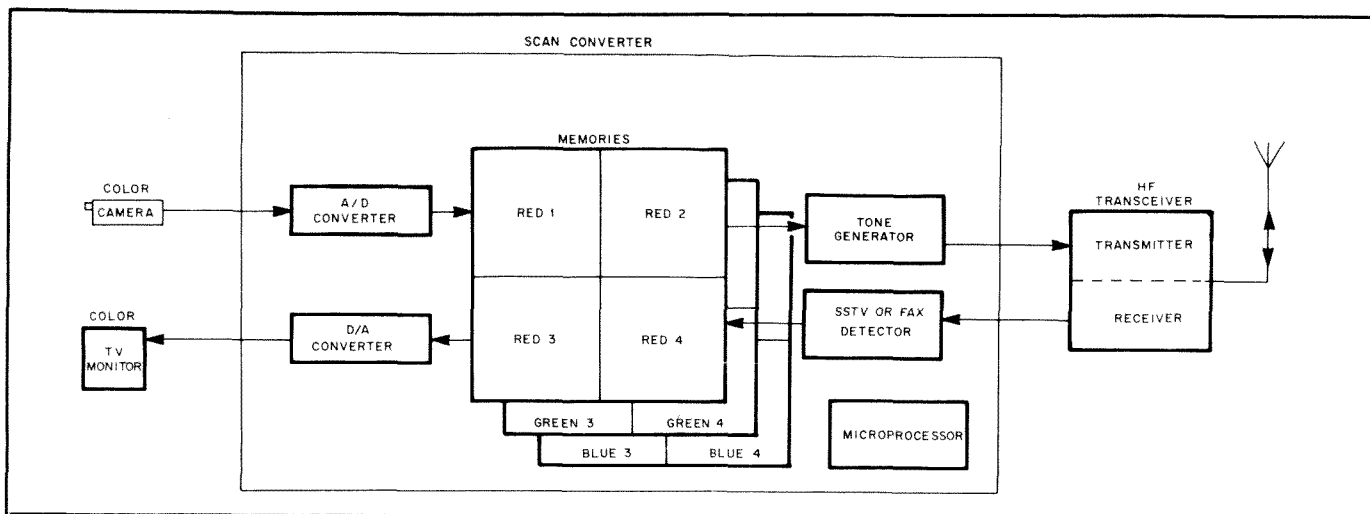 SCAN CONVERTER
MEMORIES
COLOR
CAMERA
A/D
CONVERTER
RED 1
RED 2
TONE
GENERATOR
HF
TRANSCEIVER
TRANSMITTER
COLOR
TV
MONITOR
D/A
CONVERTER
RED 3
RED 4
SSTV OR FAX
DETECTOR
RECEIVER
GREEN 3
GREEN 4
BLUE 3
BLUE 4
MICROPROCESSOR